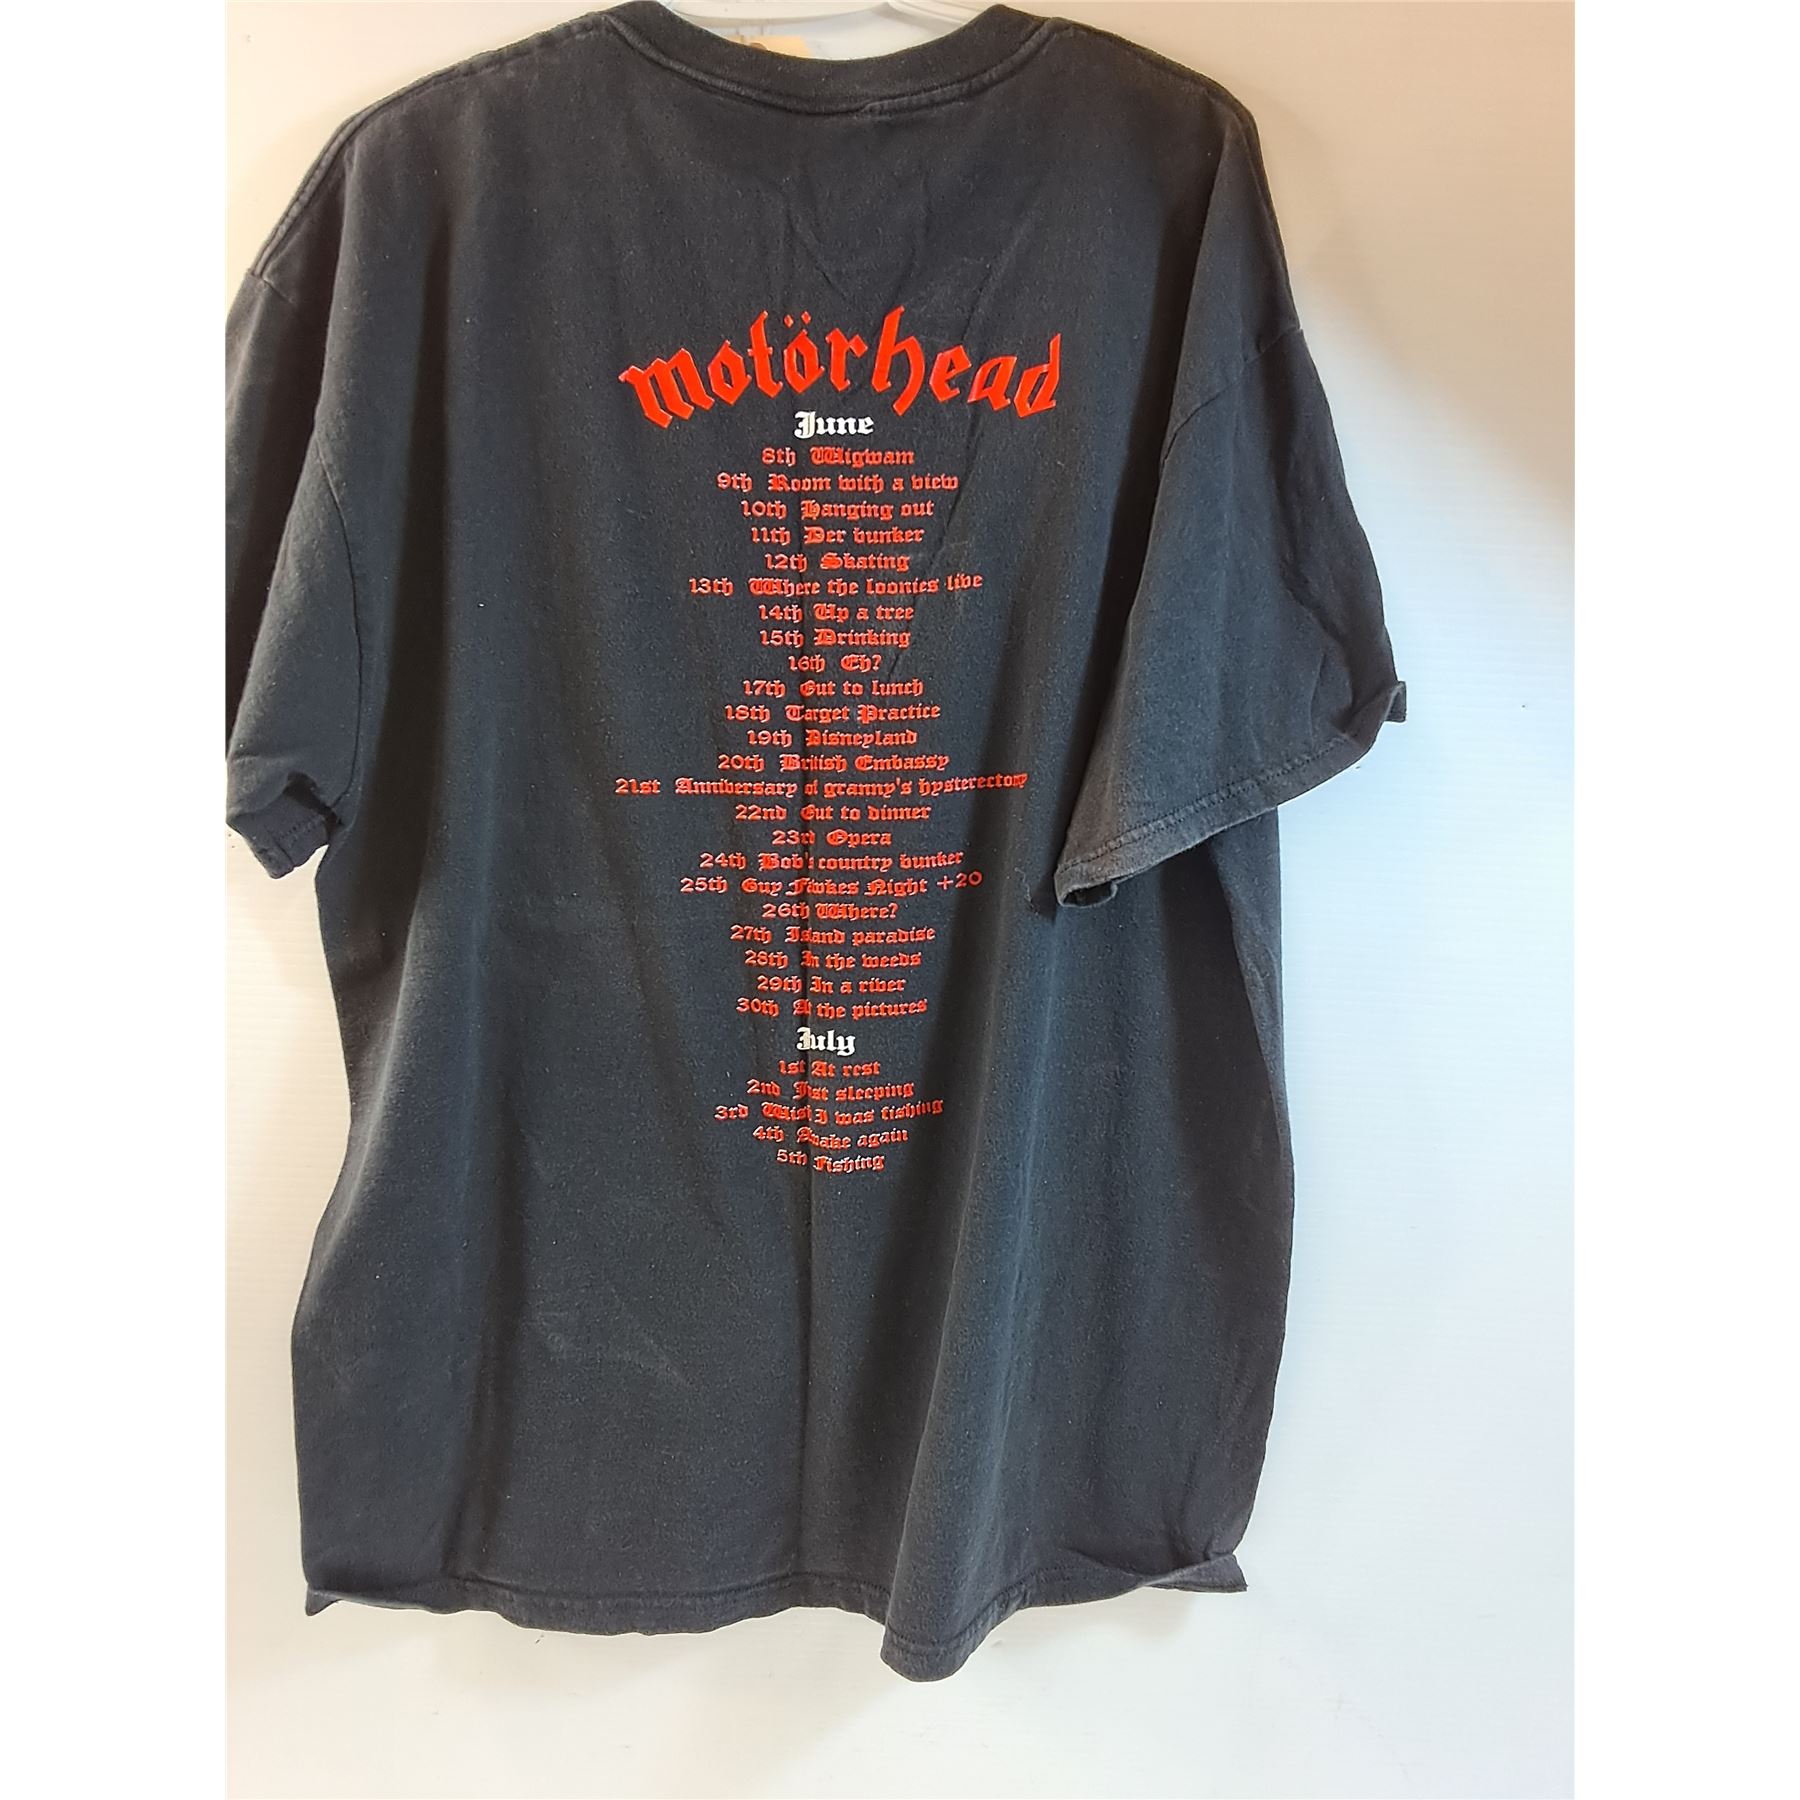 motörhead
June
8th Wigwam
9th Room with a view
10th Hanging out
11th Der bunker
12th Skating
13th Where the loonies live
14th Up a tree
15th Drinking
16th Eh?
17th Out to lunch
18th Target Practice
19th Disneyland
20th British Embassy
21st Anniversary of granny's hysterectomy
22nd Out to dinner
23rd Opera
24th Bob's country bunker
25th Guy Fawkes Night +20
26th Where?
27th Island paradise
28th In the weeds
29th In a river
30th At the pictures
July
1st At rest
2nd Just sleeping
3rd Wish I was fishing
4th Awake again
5th Fishing